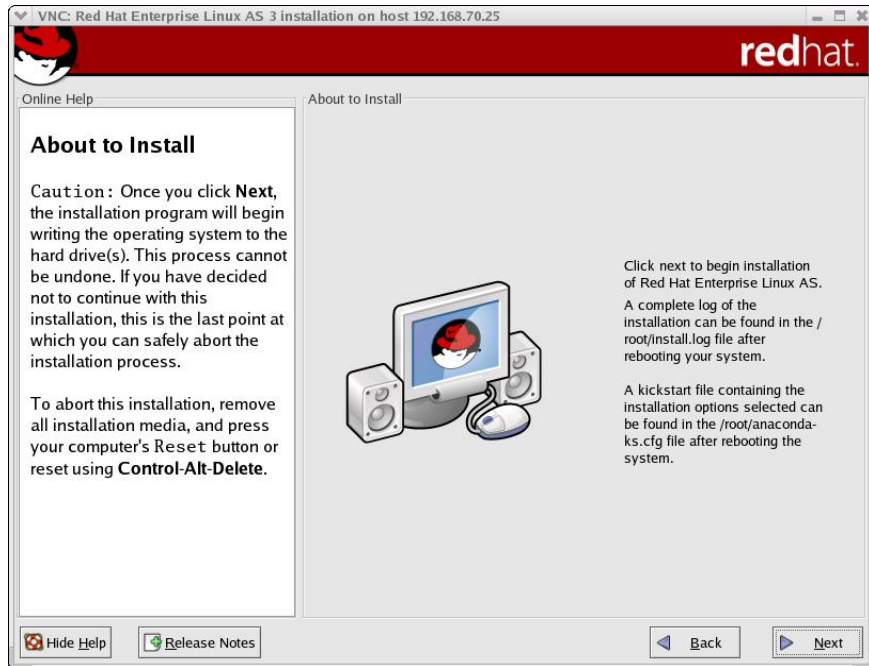 VNC: Red Hat Enterprise Linux AS 3 installation on host 192.168.70.25
redhat.
Online Help
About to Install
Caution: Once you click Next,
the installation program will begin
writing the operating system to the
hard drive(s). This process cannot
be undone. If you have decided
not to continue with this
installation, this is the last point at
which you can safely abort the
installation process.
To abort this installation, remove
all installation media, and press
your computer's Reset button or
reset using Control-Alt-Delete.
About to Install
Click next to begin installation
of Red Hat Enterprise Linux AS.
A complete log of the
installation can be found in the /
root/install.log file after
rebooting your system.
A kickstart file containing the
installation options selected can
be found in the /root/anaconda-
ks.cfg file after rebooting the
system.
Hide Help
Release Notes
Back
Next